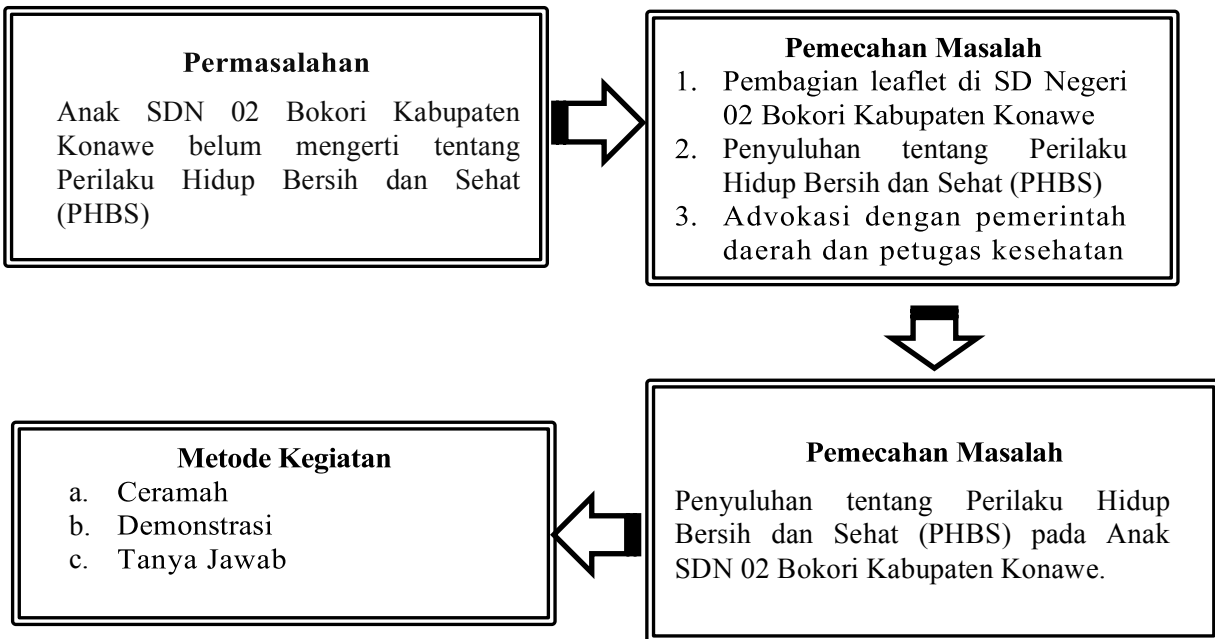 Permasalahan
Anak SDN 02 Bokori Kabupaten
Konawe belum mengerti tentang
Perilaku Hidup Bersih dan Sehat
(PHBS)
Pemecahan Masalah
1. Pembagian leaflet di SD Negeri
02 Bokori Kabupaten Konawe
2. Penyuluhan tentang Perilaku
Hidup Bersih dan Sehat (PHBS)
3. Advokasi dengan pemerintah
daerah dan petugas kesehatan
Pemecahan Masalah
Penyuluhan tentang Perilaku Hidup
Bersih dan Sehat (PHBS) pada Anak
SDN 02 Bokori Kabupaten Konawe.
Metode Kegiatan
a. Ceramah
b. Demonstrasi
c. Tanya Jawab